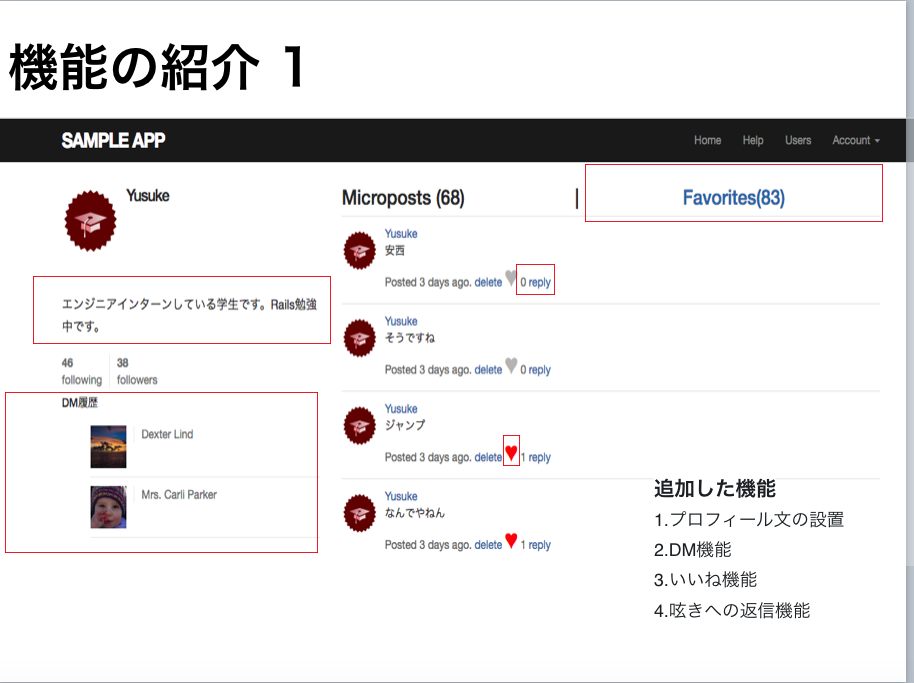 機能の紹介 1
SAMPLE APP
Home Help Users Account
Yusuke
エンジニアインターンしている学生です。Rails勉強
中です。
46 38
following followers
DM履歴
Dexter Lind
Mrs. Carli Parker
Microposts (68) | Favorites(83)
Yusuke
安西
Posted 3 days ago. delete ♥ 0 reply
Yusuke
そうですね
Posted 3 days ago. delete ♥ 0 reply
Yusuke
ジャンプ
Posted 3 days ago. delete ♥ 1 reply
Yusuke
なんでやねん
Posted 3 days ago. delete ♥ 1 reply
追加した機能
1.プロフィール文の設置
2.DM機能
3.いいね機能
4.呟きへの返信機能